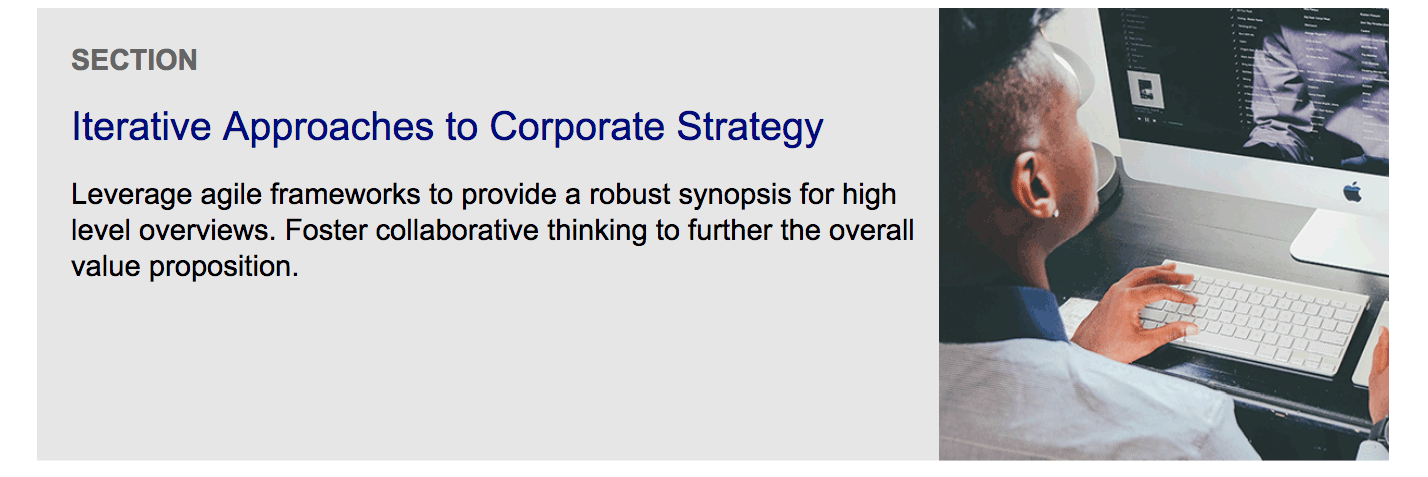 SECTION
Iterative Approaches to Corporate Strategy
Leverage agile frameworks to provide a robust synopsis for high
level overviews. Foster collaborative thinking to further the overall
value proposition.